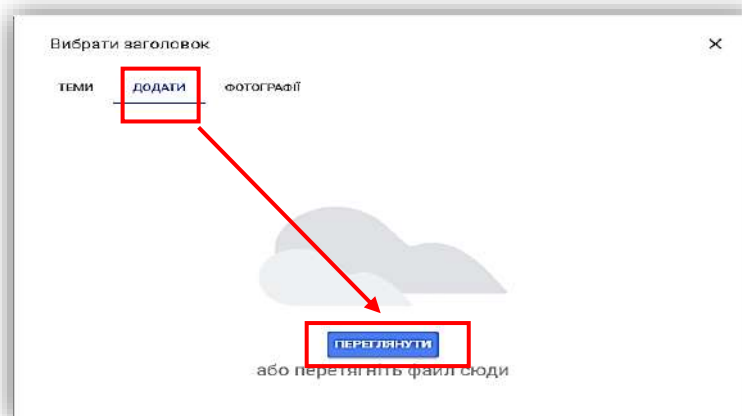 Вибрати заголовок
ТЕМИ ДОДАТИ ФОТОГРАФІЇ
ПЕРЕГЛЯНУТИ
або перетягніть файл сюди